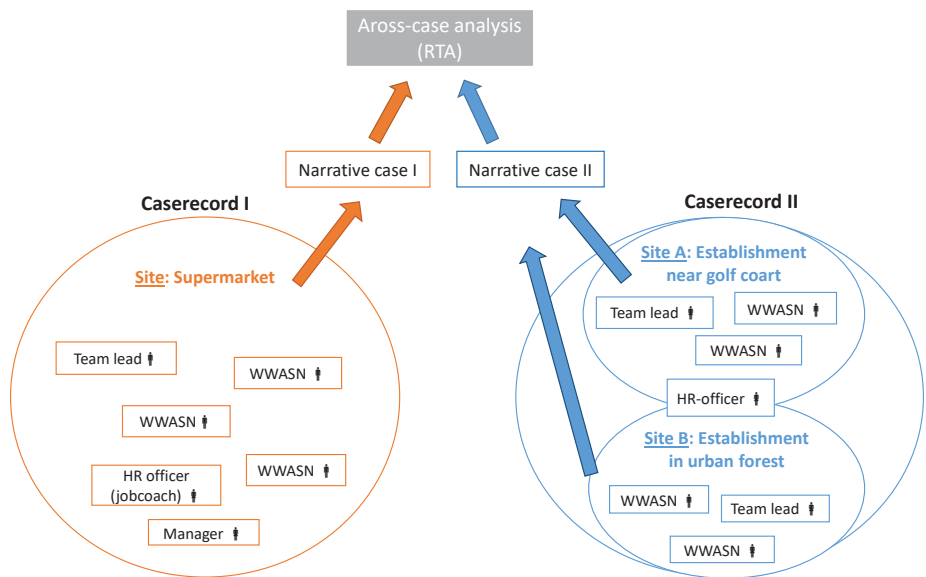 Aross-case analysis
(RTA)
Narrative case I
Narrative case II
Caserecord I
Site: Supermarket
Team lead
WWASN
WWASN
WWASN
HR officer
(jobcoach)
Manager
Caserecord II
Site A: Establishment
near golf coart
Team lead
WWASN
WWASN
HR-officer
Site B: Establishment
in urban forest
WWASN
Team lead
WWASN